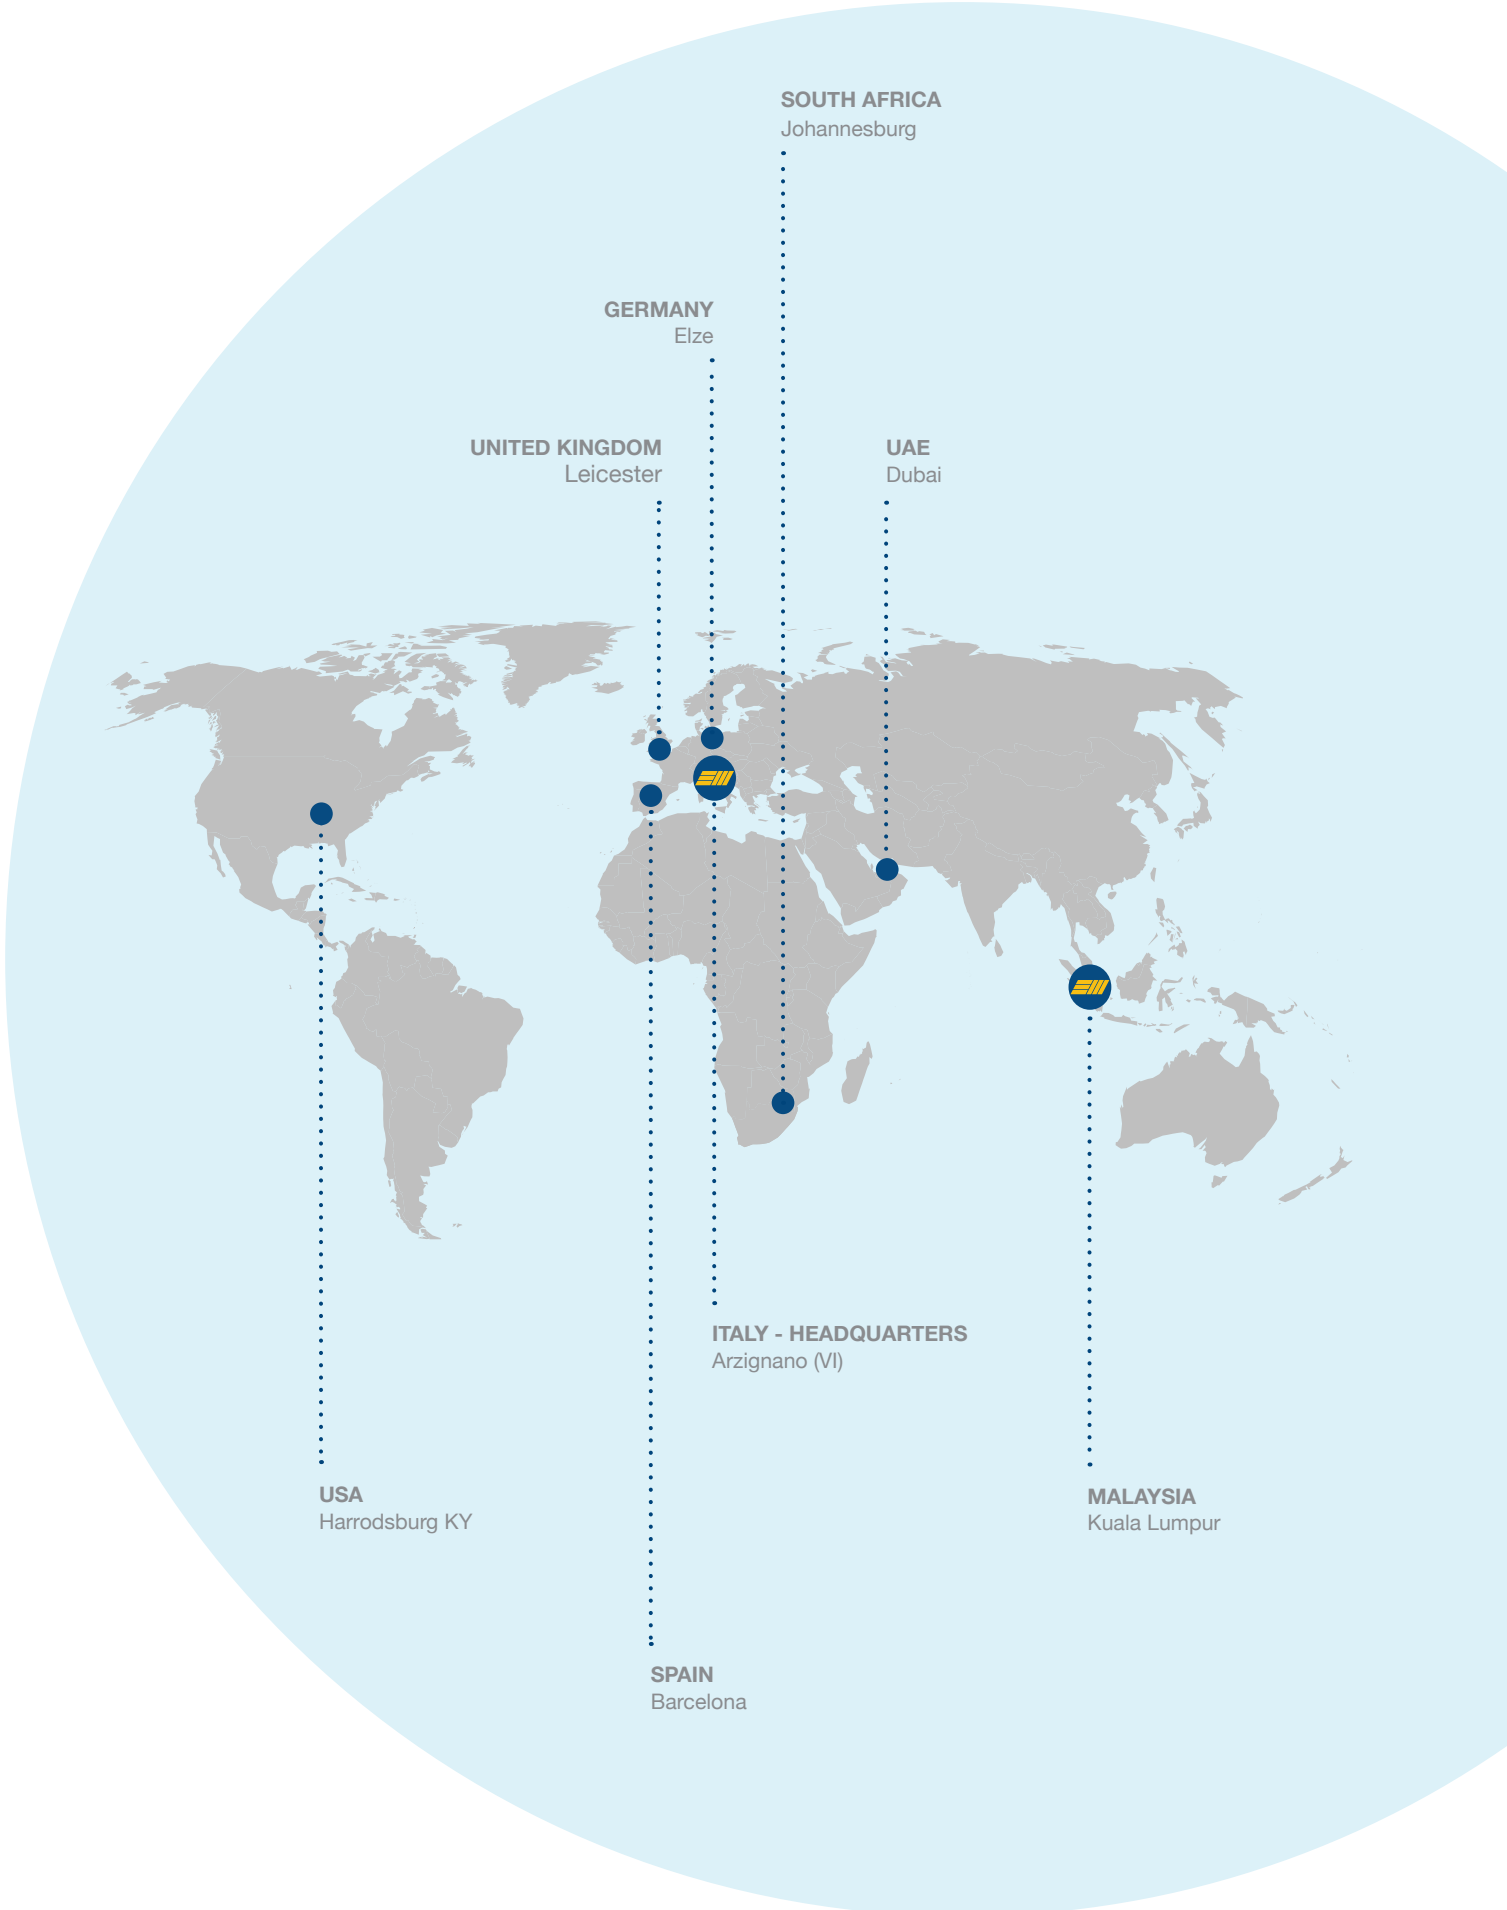 SOUTH AFRICA
Johannesburg
GERMANY
Elze
UNITED KINGDOM
Leicester
UAE
Dubai
ITALY - HEADQUARTERS
Arzignano (VI)
USA
Harrodsburg KY
MALAYSIA
Kuala Lumpur
SPAIN
Barcelona